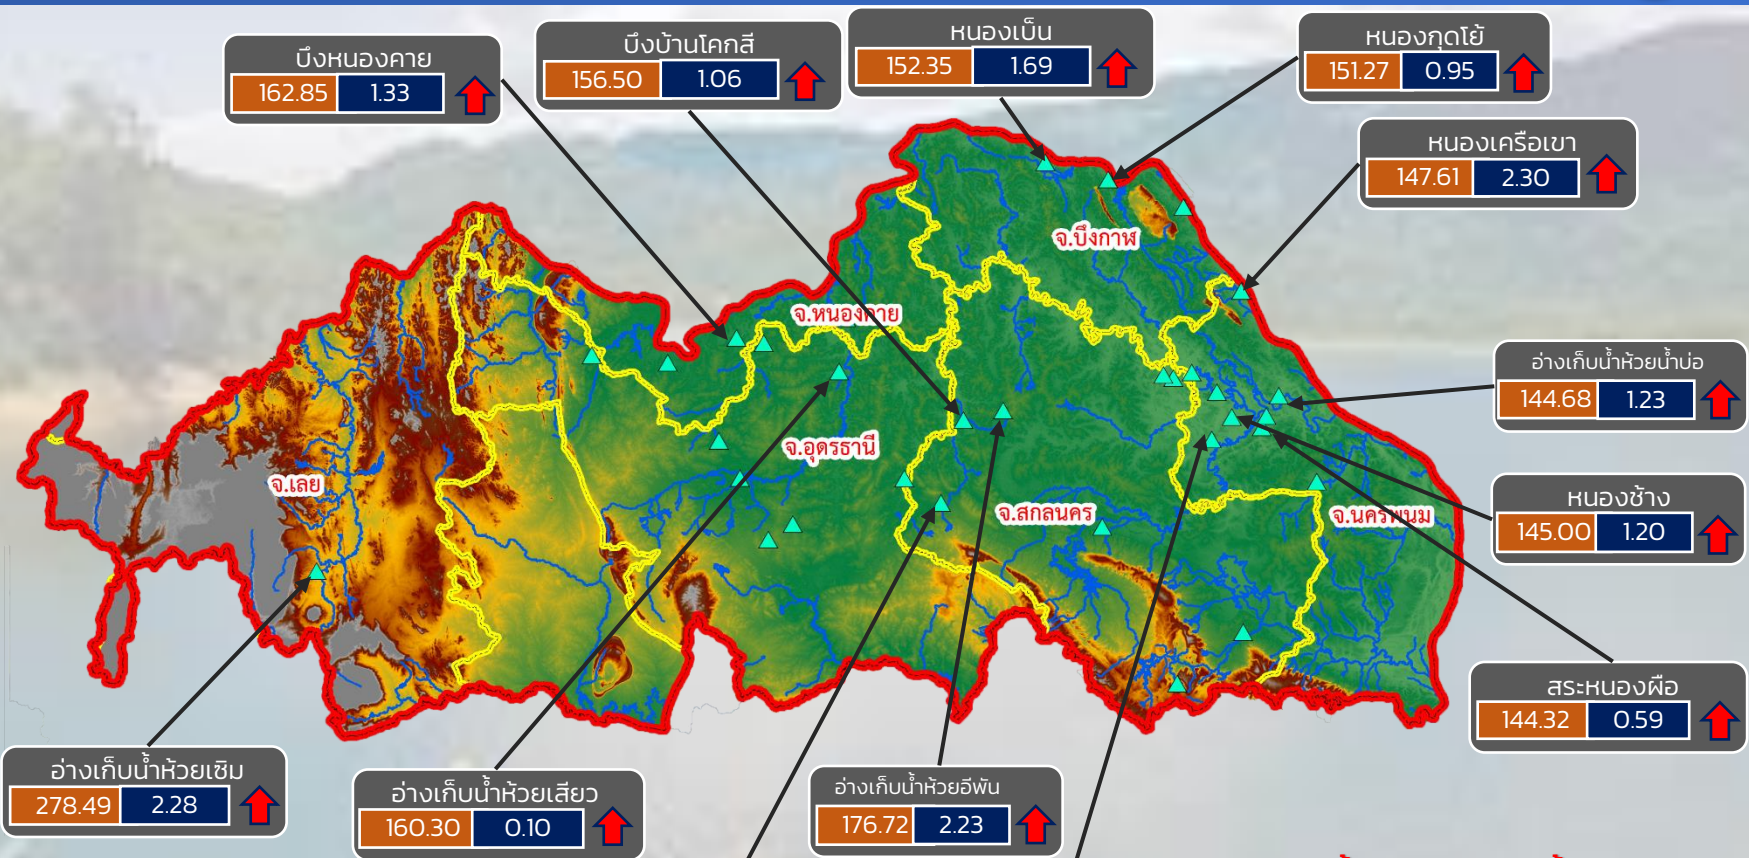 บึงหนองคาย
162.85 1.33
บึงบ้านโคกสี
156.50 1.06
หนองเบ็น
152.35 1.69
หนองกุดโย้
151.27 0.95
หนองเครือเขา
147.61 2.30
จ.บึงกาฬ
จ.หนองคาย
อ่างเก็บน้ำห้วยน้ำบ่อ
144.68 1.23
จ.อุดรธานี
จ.เลย
จ.สกลนคร
จ.นครพนม
หนองช้าง
145.00 1.20
สระหนองผือ
144.32 0.59
อ่างเก็บน้ำห้วยเซิม
278.49 2.28
อ่างเก็บน้ำห้วยเสียว
160.30 0.10
อ่างเก็บน้ำห้วยอีพัน
176.72 2.23